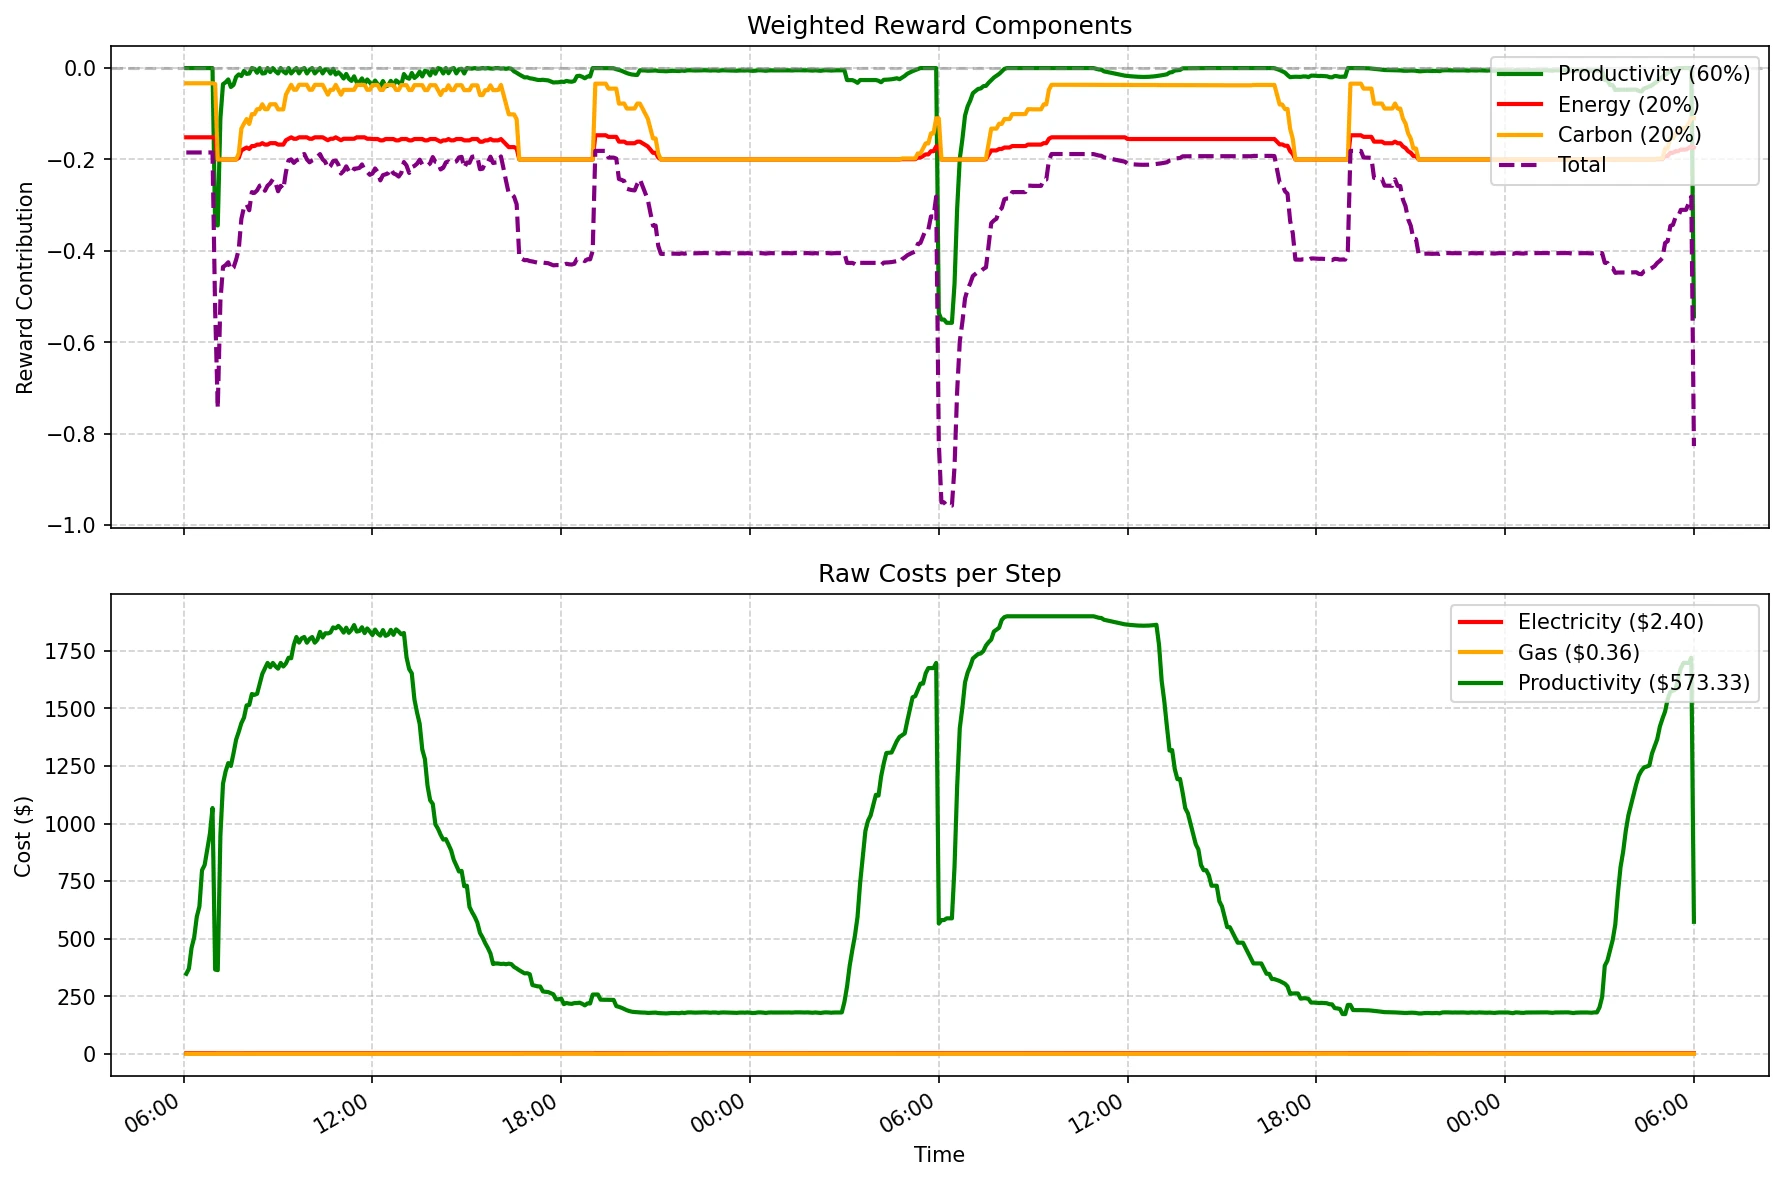 Weighted Reward Components
Reward Contribution
0.0
−0.2
−0.4
−0.6
−0.8
−1.0
Productivity (60%)
Energy (20%)
Carbon (20%)
Total
Raw Costs per Step
Cost ($)
1750
1500
1250
1000
750
500
250
0
Electricity ($2.40)
Gas ($0.36)
Productivity ($573.33)
06:00
12:00
18:00
00:00
06:00
12:00
18:00
00:00
06:00
Time